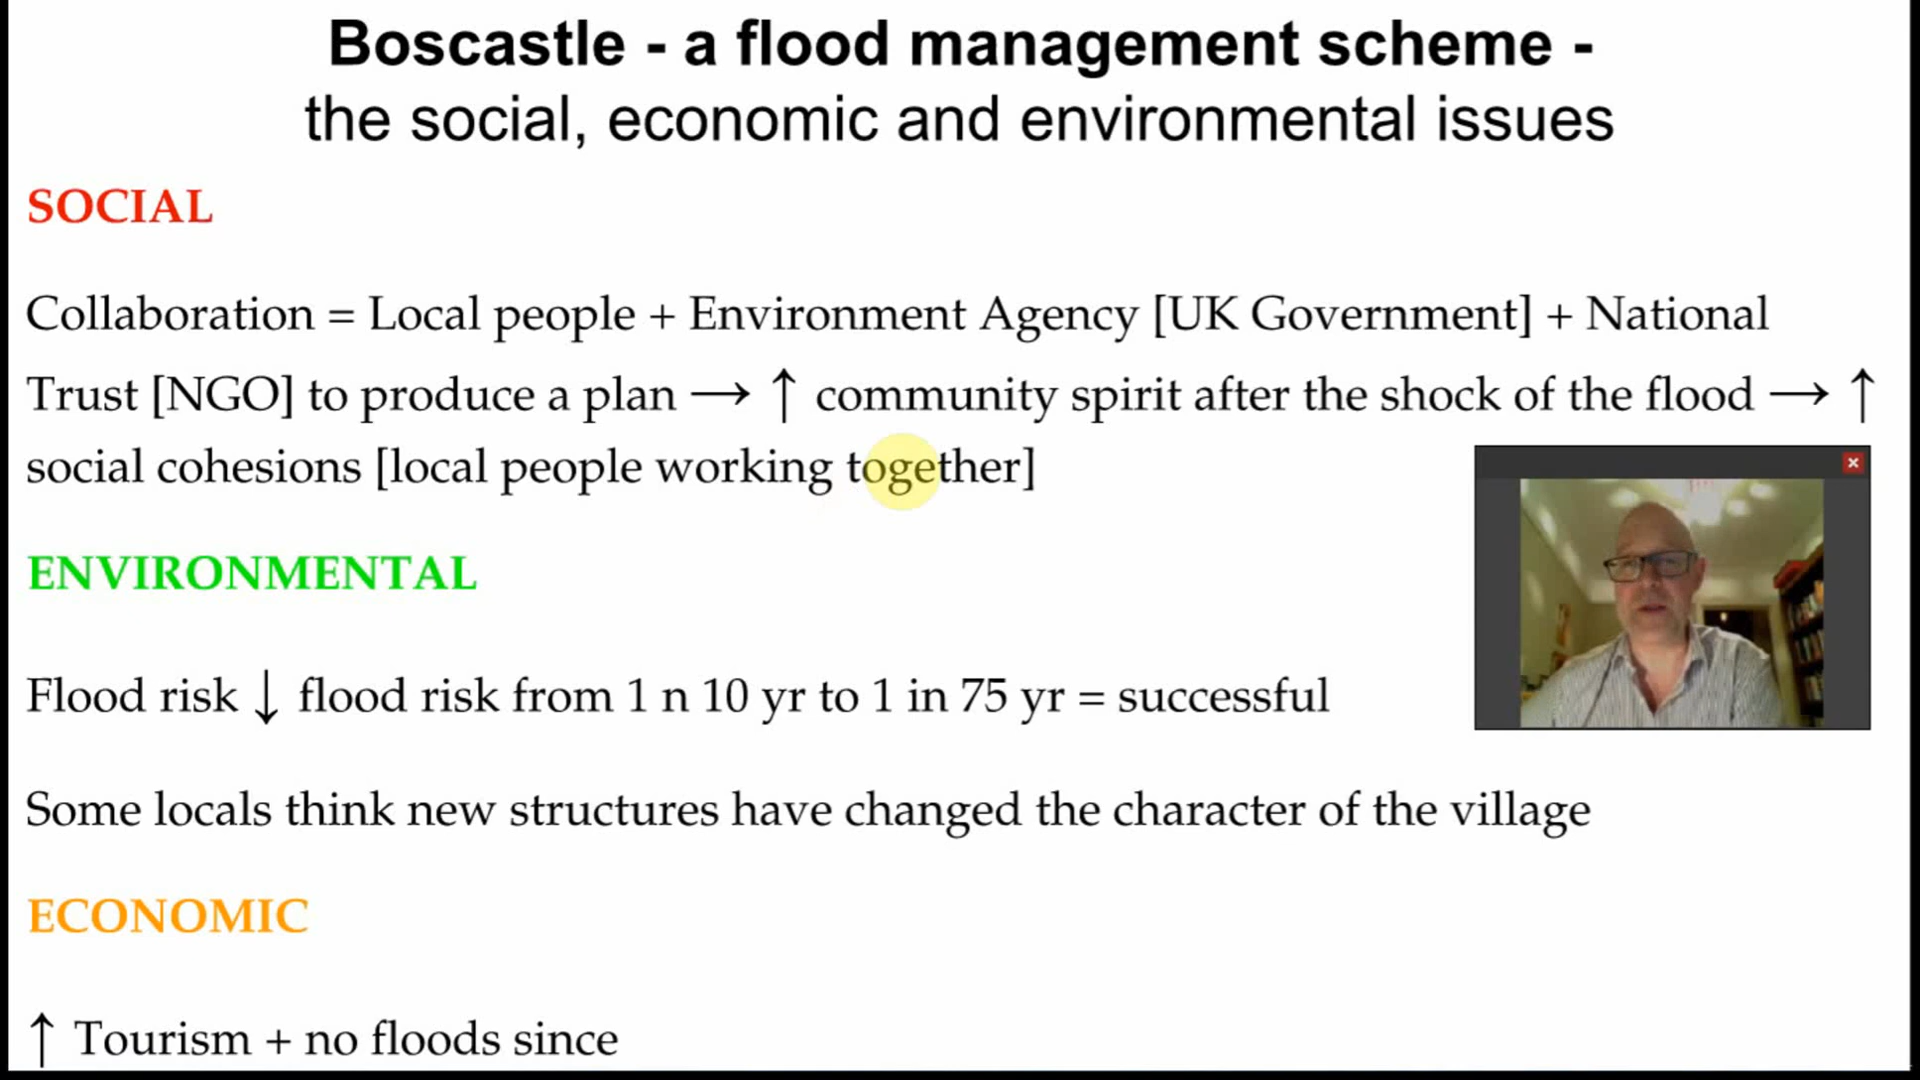 Boscastle - a flood management scheme -
the social, economic and environmental issues
SOCIAL
Collaboration = Local people + Environment Agency [UK Government] + National
Trust [NGO] to produce a plan → ↑ community spirit after the shock of the flood → ↑
social cohesions [local people working together]
ENVIRONMENTAL
Flood risk ↓ flood risk from 1 n 10 yr to 1 in 75 yr = successful
Some locals think new structures have changed the character of the village
ECONOMIC
↑ Tourism + no floods since